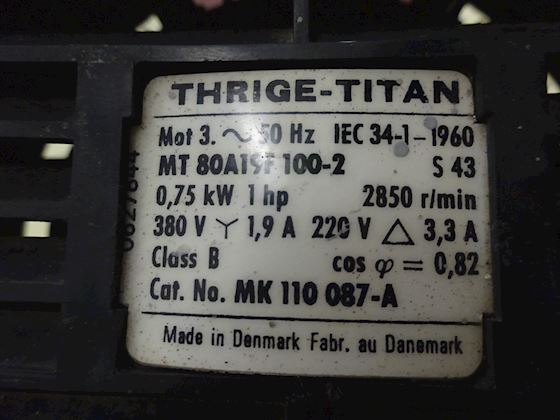 THRIGE-TITAN
Mot 3. ~ 50 Hz IEC 34-1-1960
MT 80A19F 100-2 S 43
0,75 kW 1 hp 2850 r/min
380 V Y 1,9 A 220 V △ 3,3 A
Class B cos φ = 0,82
Cat. No. MK 110 087-A
Made in Denmark Fabr. au Danemark